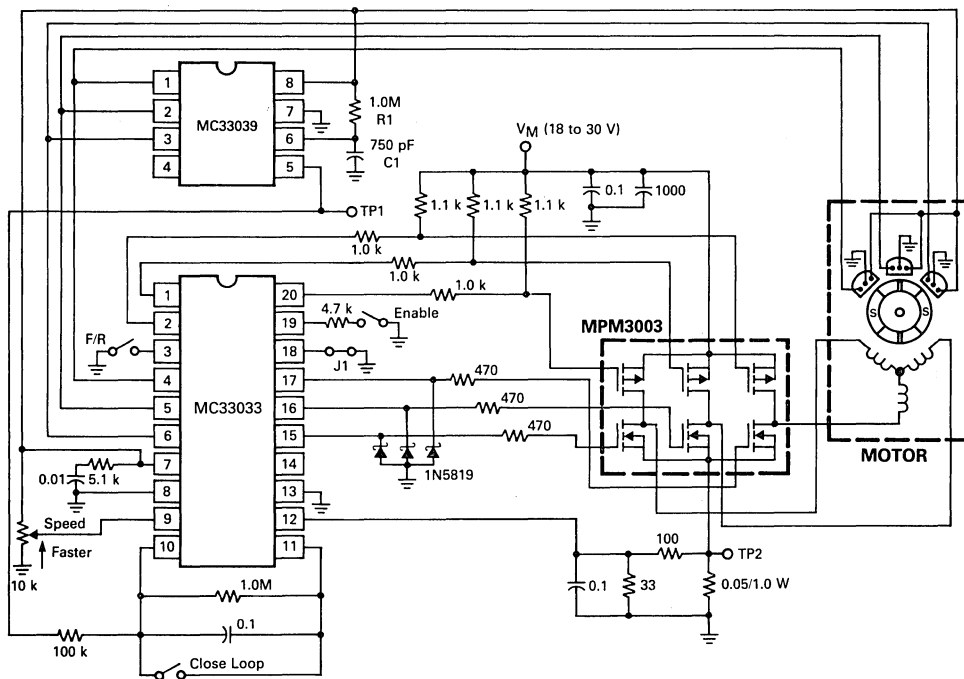 1
2
3
4
MC33039
8
7
6
5
1.0M
R1
750 pF
C1
TP1
VM (18 to 30 V)
1.1 k
1.1 k
1.1 k
0.1
1000
1.0 k
1.0 k
1.0 k
1
2
3
4
5
6
7
8
9
10
MC33033
20
19
18
17
16
15
14
13
12
11
F/R
4.7 k
Enable
J1
470
470
470
1N5819
MPM3003
S
S
MOTOR
0.01
5.1 k
Speed
Faster
10 k
100
TP2
0.1
33
0.05/1.0 W
1.0M
0.1
100 k
Close Loop